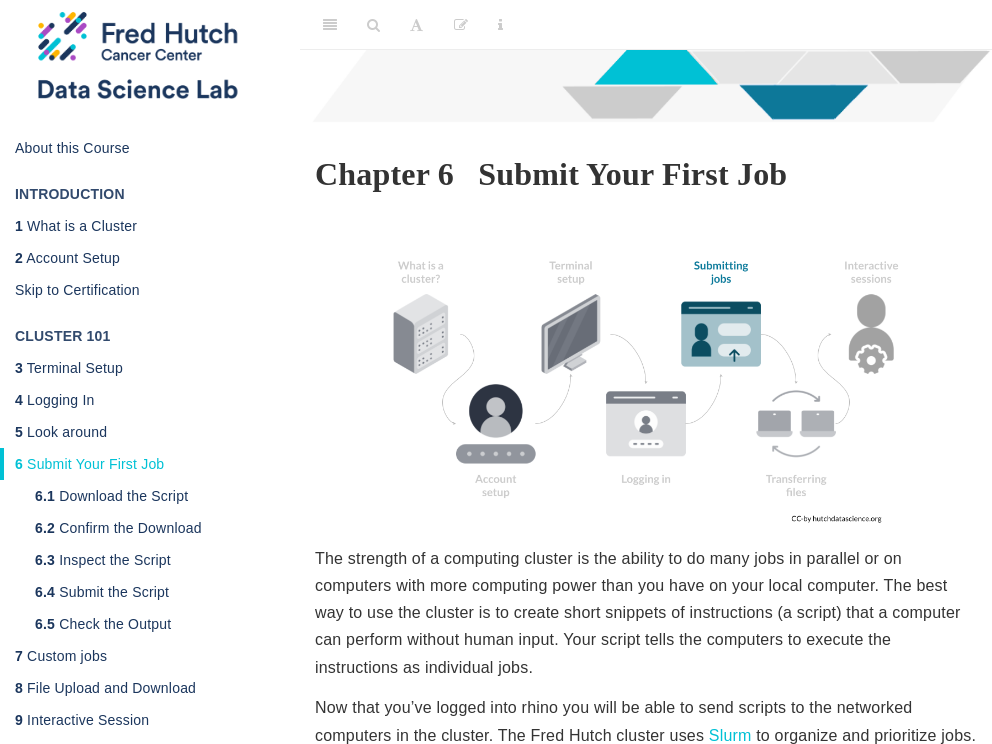 Fred Hutch
Cancer Center
Data Science Lab
About this Course
INTRODUCTION
1 What is a Cluster
2 Account Setup
Skip to Certification
CLUSTER 101
3 Terminal Setup
4 Logging In
5 Look around
6 Submit Your First Job
6.1 Download the Script
6.2 Confirm the Download
6.3 Inspect the Script
6.4 Submit the Script
6.5 Check the Output
7 Custom jobs
8 File Upload and Download
9 Interactive Session
Chapter 6 Submit Your First Job
What is a
cluster?
Terminal
setup
Submitting
jobs
Interactive
sessions
Account
setup
Logging in
Transferring
files
CC-by hutchdatascience.org
The strength of a computing cluster is the ability to do many jobs in parallel or on
computers with more computing power than you have on your local computer. The best
way to use the cluster is to create short snippets of instructions (a script) that a computer
can perform without human input. Your script tells the computers to execute the
instructions as individual jobs.
Now that you’ve logged into rhino you will be able to send scripts to the networked
computers in the cluster. The Fred Hutch cluster uses Slurm to organize and prioritize jobs.